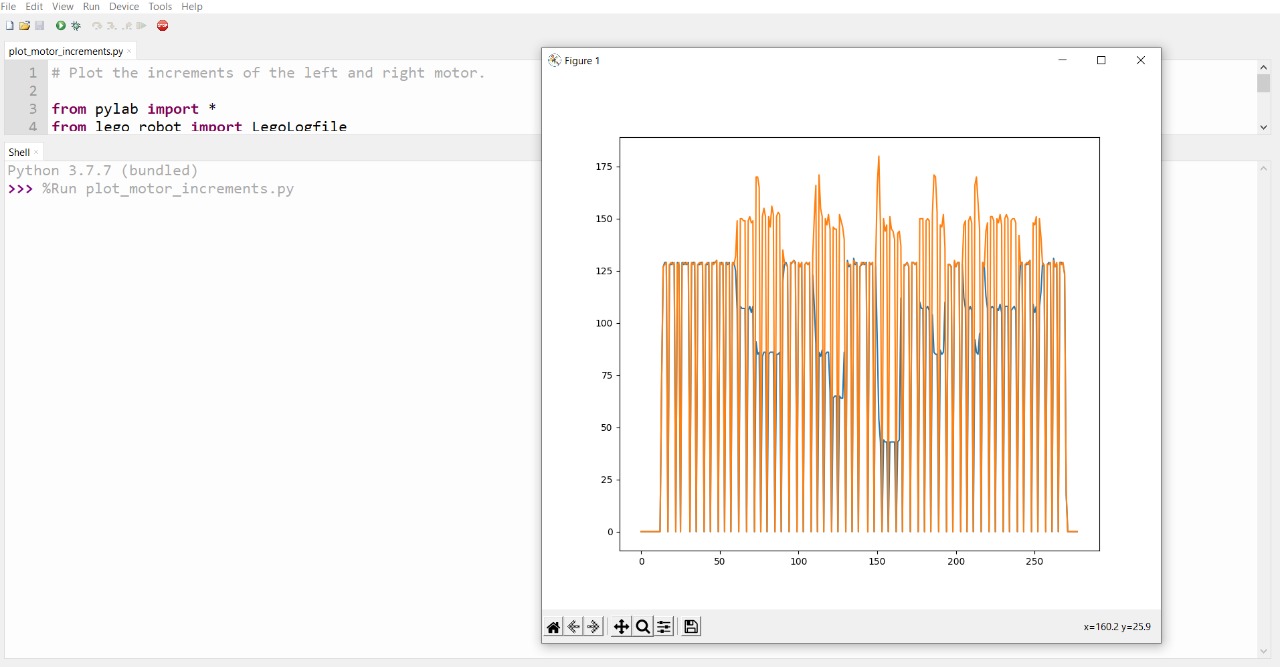 File Edit View Run Device Tools Help
plot_motor_increments.py ×
1 # Plot the increments of the left and right motor.
2
3 from pylab import *
4 from lego_robot import LegoLogfile
Shell ×
Python 3.7.7 (bundled)
>>> %Run plot_motor_increments.py
Figure 1
175
150
125
100
75
50
25
0
0 50 100 150 200 250
x=160.2 y=25.9